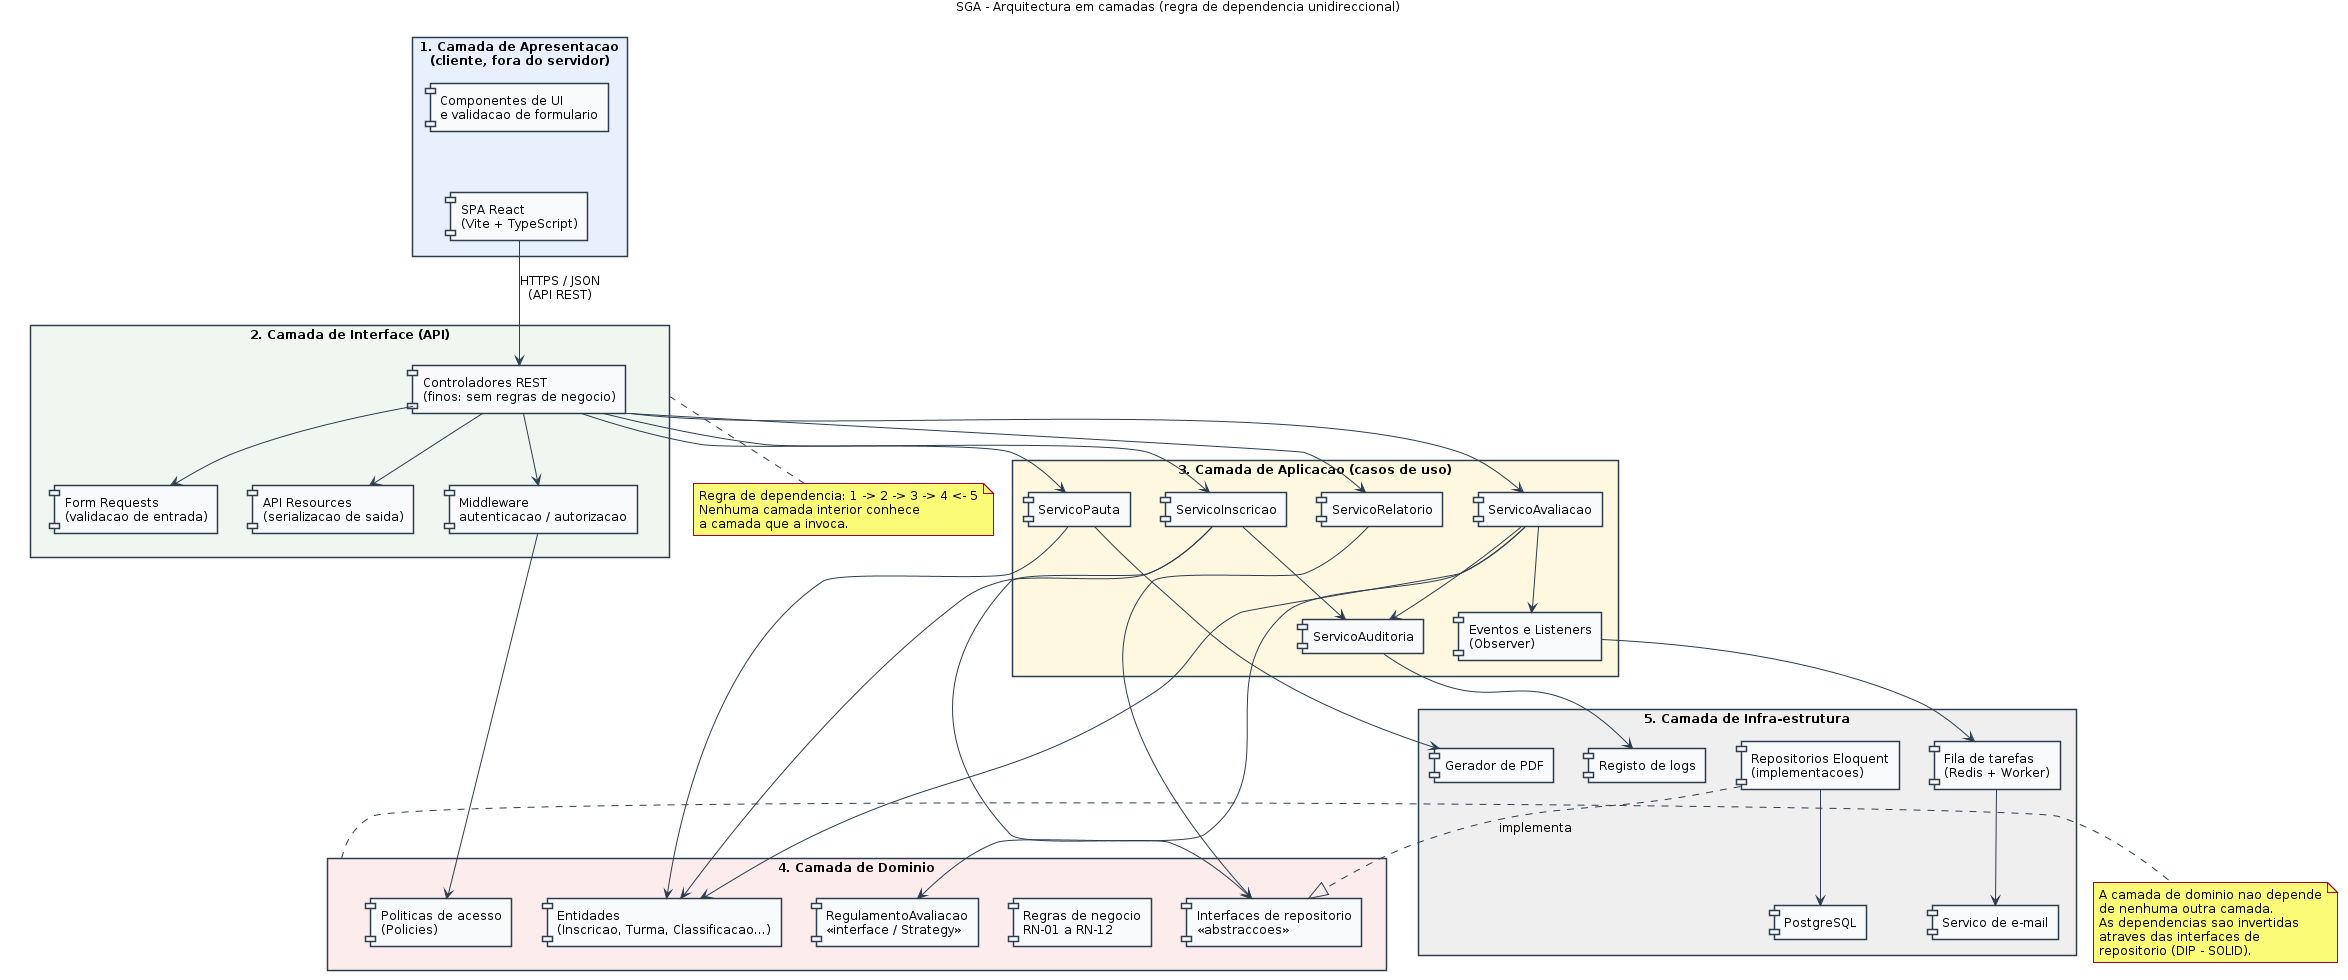 SGA - Arquitectura em camadas (regra de dependencia unidireccional)
1. Camada de Apresentacao
(cliente, fora do servidor)
Componentes de UI
e validacao de formulario
SPA React
(Vite + TypeScript)
HTTPS / JSON
(API REST)
2. Camada de Interface (API)
Controladores REST
(finos: sem regras de negocio)
Form Requests
(validacao de entrada)
API Resources
(serializacao de saida)
Middleware
autenticacao / autorizacao
Regra de dependencia: 1 -> 2 -> 3 -> 4 <- 5
Nenhuma camada interior conhece
a camada que a invoca.
3. Camada de Aplicacao (casos de uso)
ServicoPauta
ServicoInscricao
ServicoRelatorio
ServicoAvaliacao
ServicoAuditoria
Eventos e Listeners
(Observer)
5. Camada de Infra-estrutura
Gerador de PDF
Registo de logs
Repositorios Eloquent
(implementacoes)
Fila de tarefas
(Redis + Worker)
implementa
PostgreSQL
Servico de e-mail
4. Camada de Dominio
Politicas de acesso
(Policies)
Entidades
(Inscricao, Turma, Classificacao...)
RegulamentoAvaliacao
«interface / Strategy»
Regras de negocio
RN-01 a RN-12
Interfaces de repositorio
«abstraccoes»
A camada de dominio nao depende
de nenhuma outra camada.
As dependencias sao invertidas
atraves das interfaces de
repositorio (DIP - SOLID).